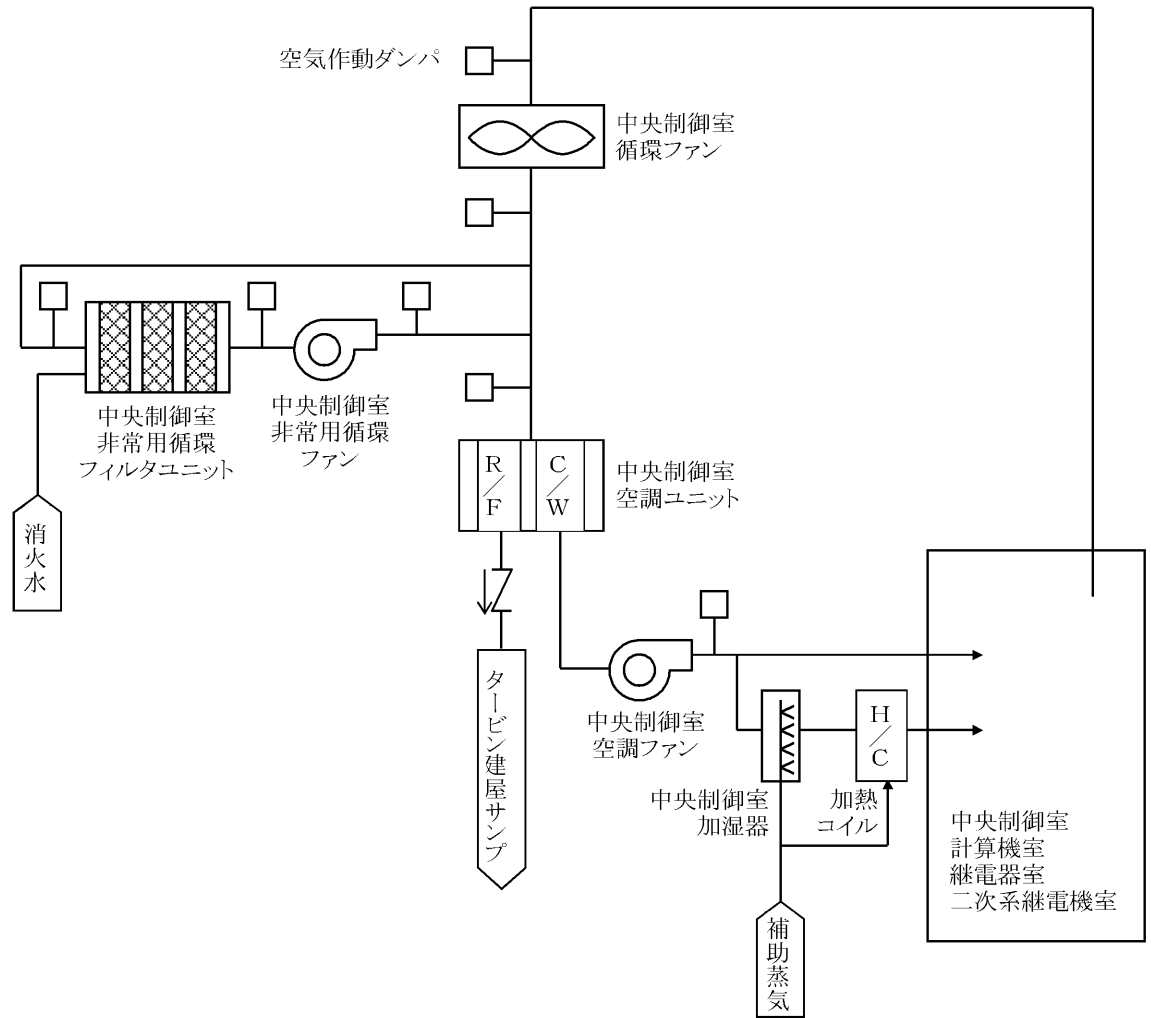 空気作動ダンパ
中央制御室
循環ファン
中央制御室
非常用循環
フィルタユニット
中央制御室
非常用循環
ファン
R/F
C/W
中央制御室
空調ユニット
消火水
タービン建屋サンプ
中央制御室
空調ファン
H/C
中央制御室
加湿器
加熱
コイル
中央制御室
計算機室
継電器室
二次系継電機室
補助蒸気